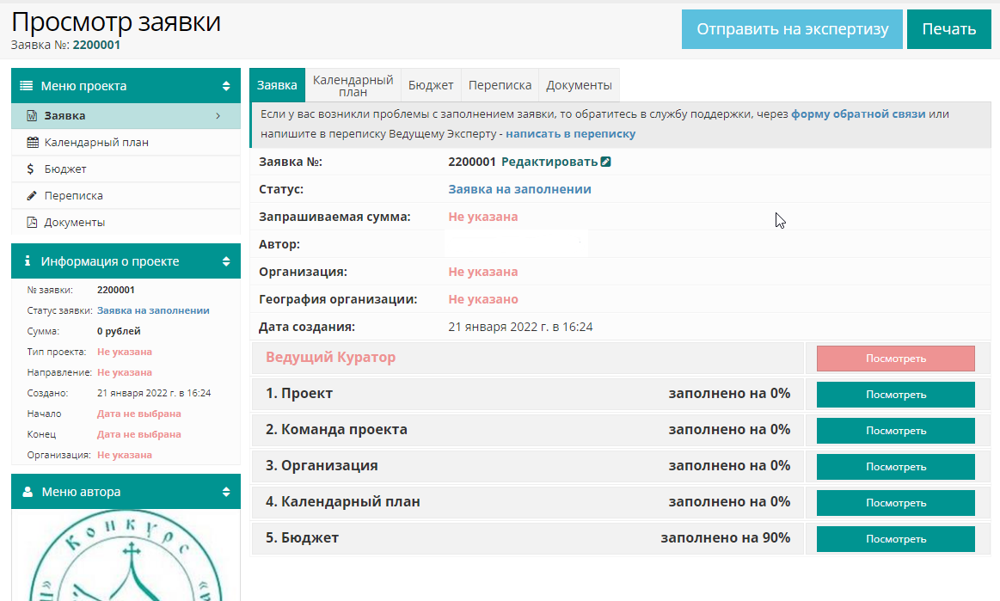 Просмотр заявки
Заявка №: 2200001
Отправить на экспертизу
Печать
Меню проекта
Заявка
Календарный план
Бюджет
Переписка
Документы
Информация о проекте
№ заявки: 2200001
Статус заявки: Заявка на заполнении
Сумма: 0 рублей
Тип проекта: Не указана
Направление: Не указана
Создано: 21 января 2022 г. в 16:24
Начало Дата не выбрана
Конец Дата не выбрана
Организация: Не указана
Меню автора
Конкурс
Заявка
Календарный
план
Бюджет
Переписка
Документы
Если у вас возникли проблемы с заполнением заявки, то обратитесь в службу поддержки, через форму обратной связи или
напишите в переписку Ведущему Эксперту - написать в переписку
Заявка №: 2200001 Редактировать
Статус: Заявка на заполнении
Запрашиваемая сумма: Не указана
Автор:
Организация: Не указана
География организации: Не указано
Дата создания: 21 января 2022 г. в 16:24
Ведущий Куратор Посмотреть
1. Проект заполнено на 0% Посмотреть
2. Команда проекта заполнено на 0% Посмотреть
3. Организация заполнено на 0% Посмотреть
4. Календарный план заполнено на 0% Посмотреть
5. Бюджет заполнено на 90% Посмотреть